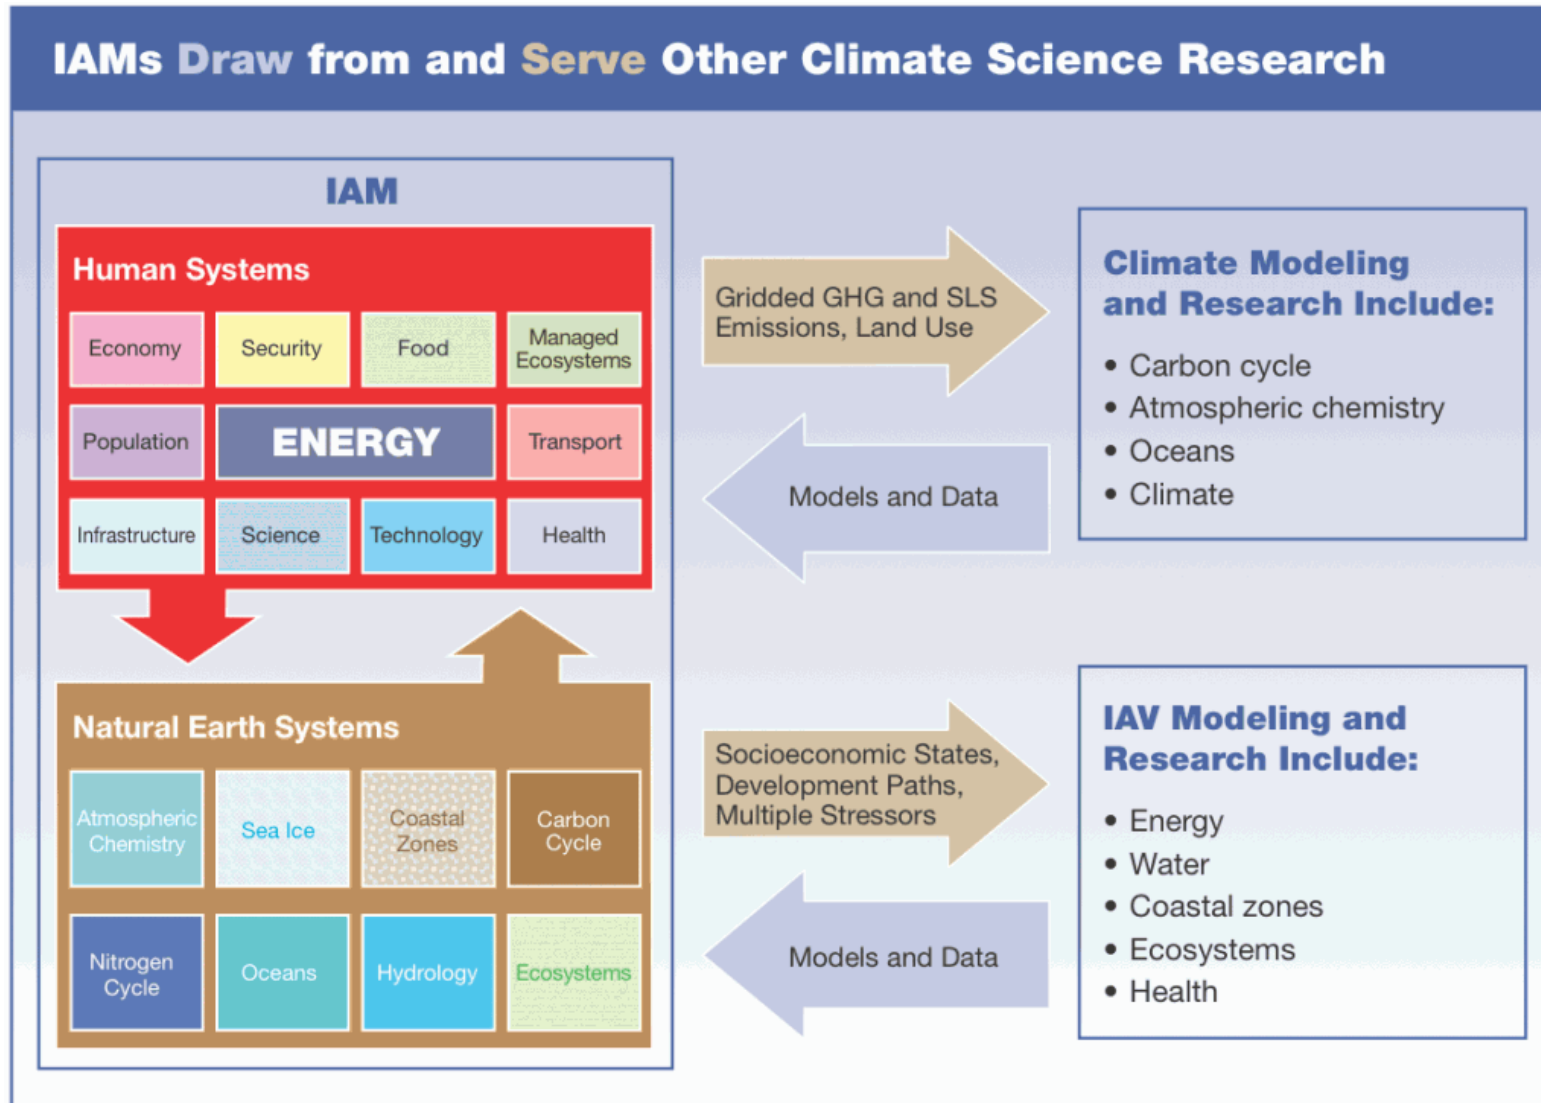 IAMs Draw from and Serve Other Climate Science Research
IAM
Human Systems
Economy
Security
Food
Managed
Ecosystems
Population
ENERGY
Transport
Infrastructure
Science
Technology
Health
Natural Earth Systems
Atmospheric
Chemistry
Sea Ice
Coastal
Zones
Carbon
Cycle
Nitrogen
Cycle
Oceans
Hydrology
Ecosystems
Gridded GHG and SLS
Emissions, Land Use
Models and Data
Socioeconomic States,
Development Paths,
Multiple Stressors
Models and Data
Climate Modeling
and Research Include:
• Carbon cycle
• Atmospheric chemistry
• Oceans
• Climate
IAV Modeling and
Research Include:
• Energy
• Water
• Coastal zones
• Ecosystems
• Health